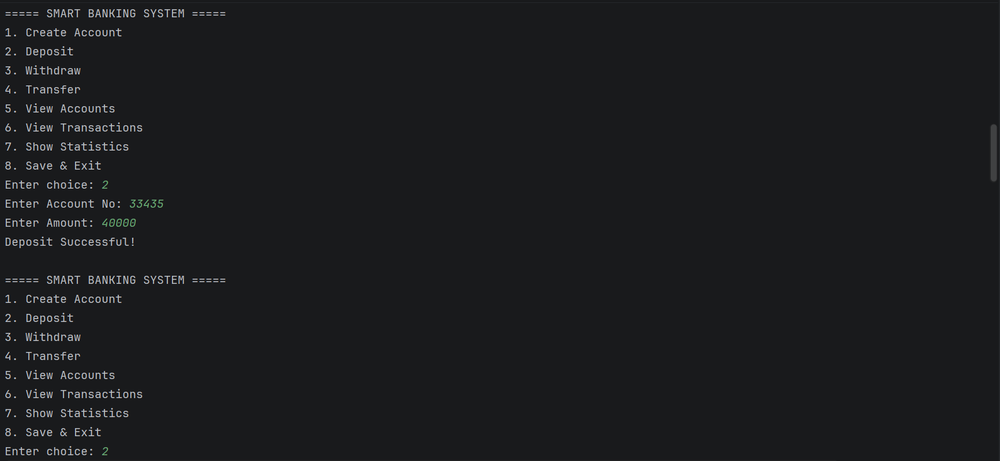 ===== SMART BANKING SYSTEM =====
1. Create Account
2. Deposit
3. Withdraw
4. Transfer
5. View Accounts
6. View Transactions
7. Show Statistics
8. Save & Exit
Enter choice: 2
Enter Account No: 33435
Enter Amount: 40000
Deposit Successful!
===== SMART BANKING SYSTEM =====
1. Create Account
2. Deposit
3. Withdraw
4. Transfer
5. View Accounts
6. View Transactions
7. Show Statistics
8. Save & Exit
Enter choice: 2